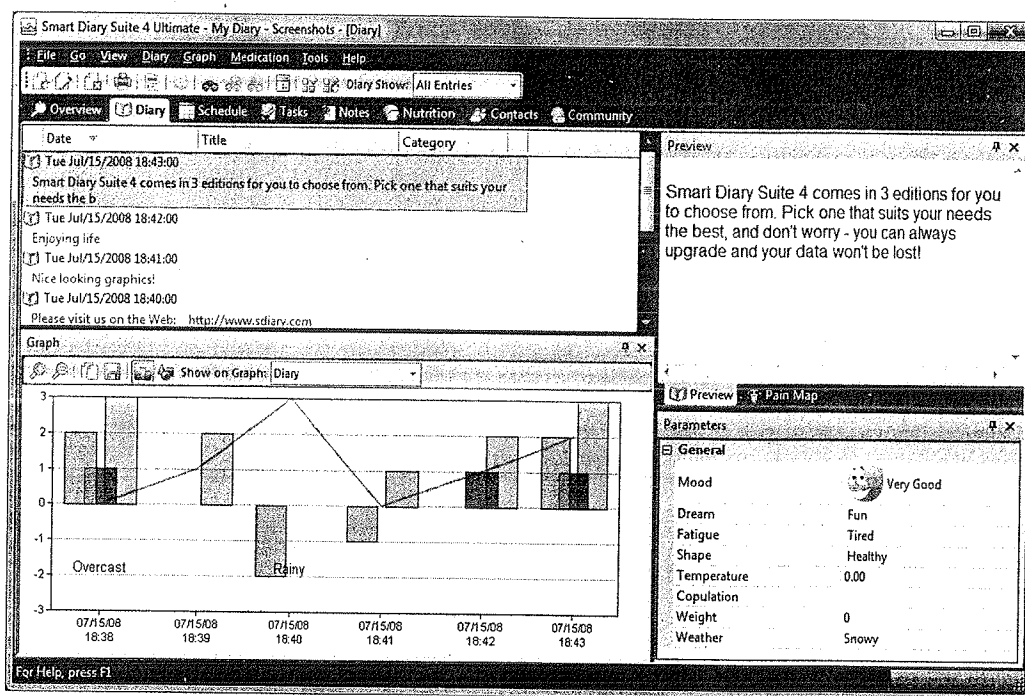 Smart Diary Suite 4 Ultimate - My Diary - Screenshots - [Diary]
File Go View Diary Graph Medication Tools Help
Diary Show: All Entries
Overview Diary Schedule Tasks Notes Nutrition Contacts Community
Date Title Category
Tue Jul/15/2008 18:43:00
Smart Diary Suite 4 comes in 3 editions for you to choose from. Pick one that suits your
needs the b
Tue Jul/15/2008 18:42:00
Enjoying life
Tue Jul/15/2008 18:41:00
Nice looking graphics!
Tue Jul/15/2008 18:40:00
Please visit us on the Web: http://www.sdiary.com
Preview
Smart Diary Suite 4 comes in 3 editions for you
to choose from. Pick one that suits your needs
the best, and don't worry - you can always
upgrade and your data won't be lost!
Preview Pain Map
Graph
Show on Graph: Diary
3
2
1
0
-1
-2
-3
Overcast Rainy
07/15/08 07/15/08 07/15/08 07/15/08 07/15/08 07/15/08
18:38 18:39 18:40 18:41 18:42 18:43
Parameters
General
Mood Very Good
Dream Fun
Fatigue Tired
Shape Healthy
Temperature 0.00
Copulation
Weight 0
Weather Snowy
For Help, press F1